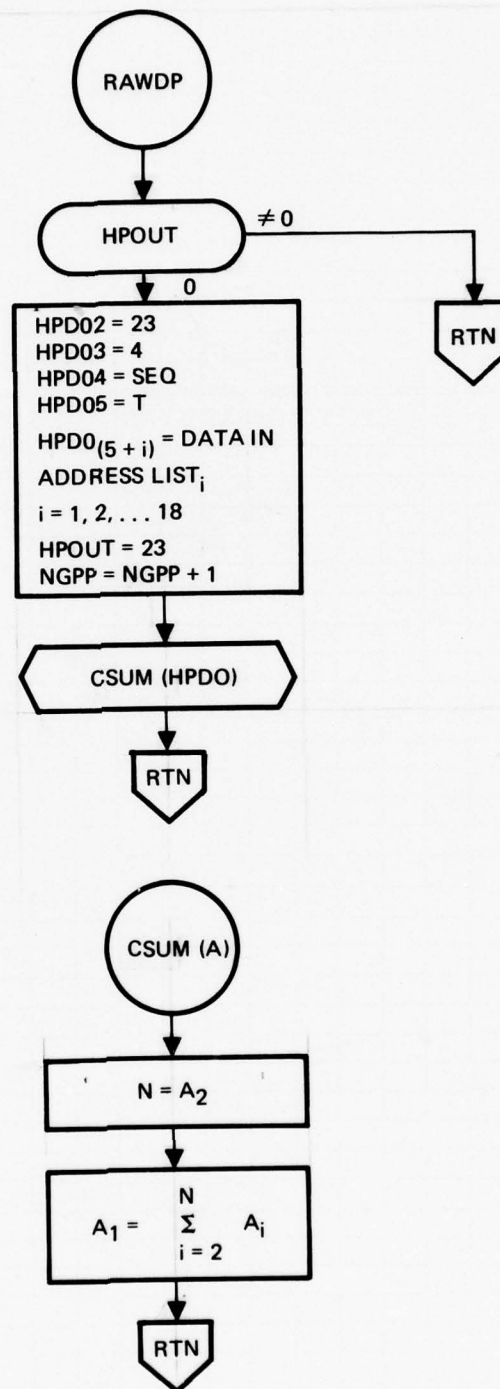 RAWDP
HPOUT
≠0
0
RTN
HPD02 = 23
HPD03 = 4
HPD04 = SEQ
HPD05 = T
HPD0(5 + i) = DATA IN
ADDRESS LISTi
i = 1, 2, . . . 18
HPOUT = 23
NGPP = NGPP + 1
CSUM (HPDO)
RTN
CSUM (A)
N = A2
N
A1 = Σ Ai
i = 2
RTN